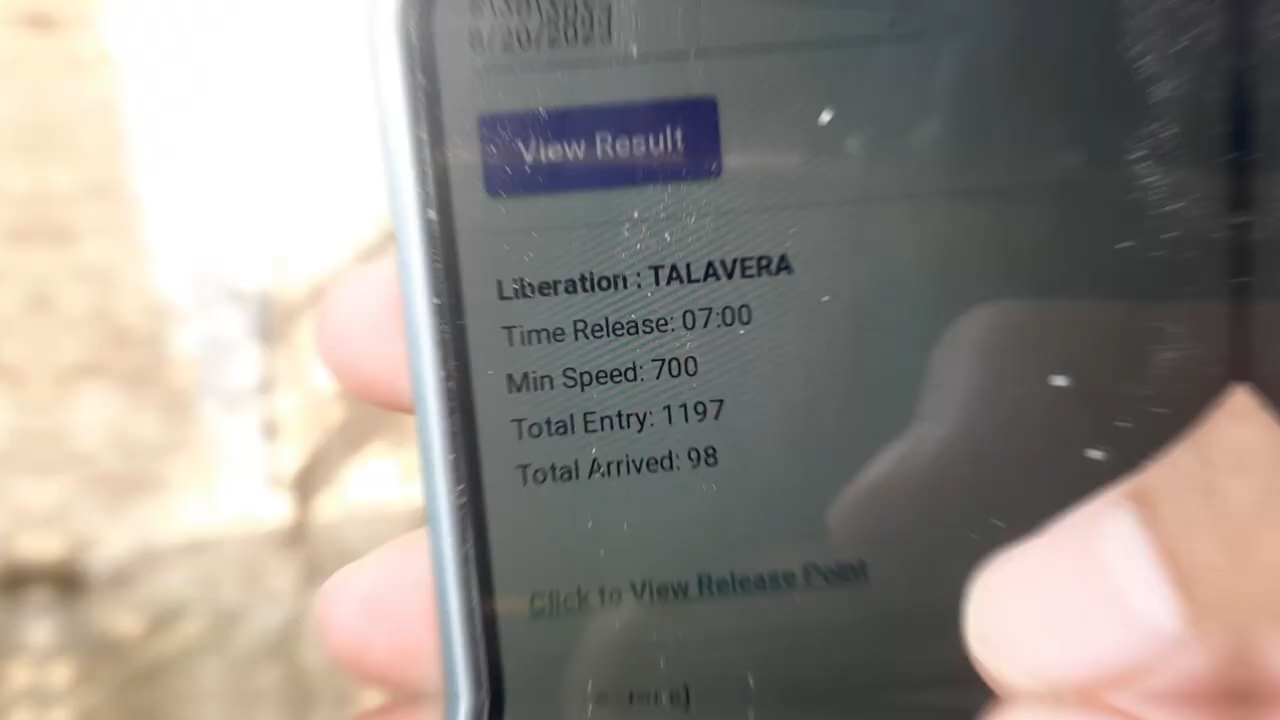 View Result
Liberation : TALAVERA
Time Release: 07:00
Min Speed: 700
Total Entry: 1197
Total Arrived: 98
Click to View Release Point